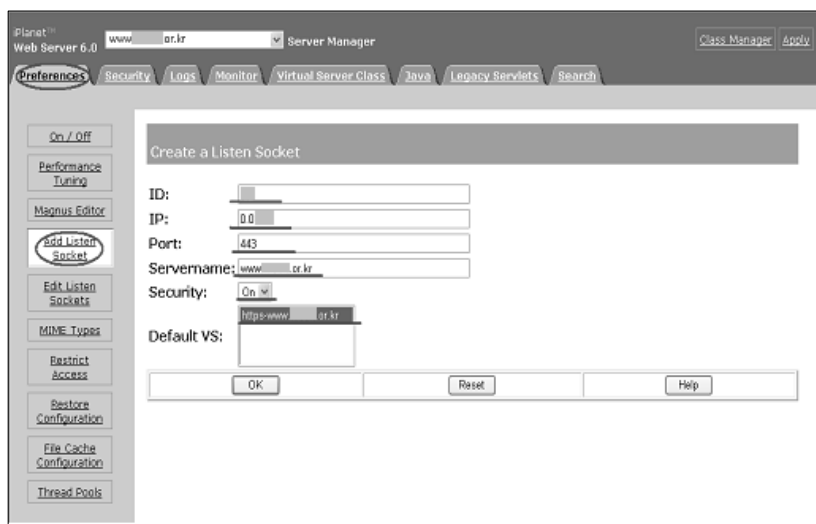 iPlanet™
Web Server 6.0
www or.kr
Server Manager
Class Manager Apply
Preferences Security Logs Monitor Virtual Server Class Java Legacy Servlets Search
On / Off
Performance
Tuning
Magnus Editor
Add Listen
Socket
Edit Listen
Sockets
MIME Types
Restrict
Access
Restore
Configuration
File Cache
Configuration
Thread Pools
Create a Listen Socket
ID:
IP: 0.0
Port: 443
Servername: www .or.kr
Security: On
Default VS: https-www or.kr
OK Reset Help